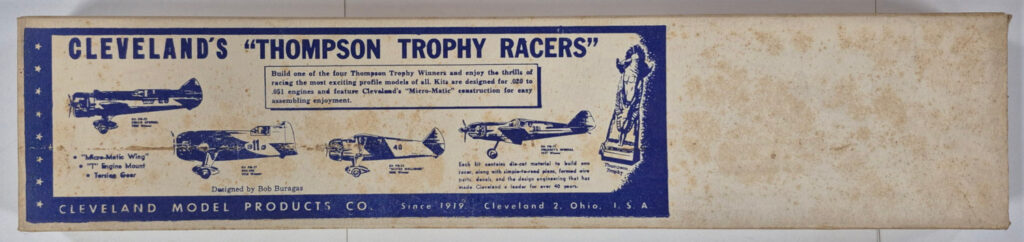 CLEVELAND'S "THOMPSON TROPHY RACERS"
Build one of the four Thompson Trophy Winners and enjoy the thrills of
racing the most exciting profile models of all. Kits are designed for .020 to
.051 engines and feature Cleveland's "Micro-Matic" construction for easy
assembling enjoyment.
11
40
• "Micro-Matic Wing"
• "T" Engine Mount
• Torsion Gear
Designed by Bob Buragas
Each kit contains die-cut material to build one
racer, along with simple-to-read plans, formed wire
parts, decals, and the design engineering that has
made Cleveland a leader for over 40 years.
Thompson
Trophy
CLEVELAND MODEL PRODUCTS CO. Since 1919. Cleveland 2, Ohio, U. S. A.